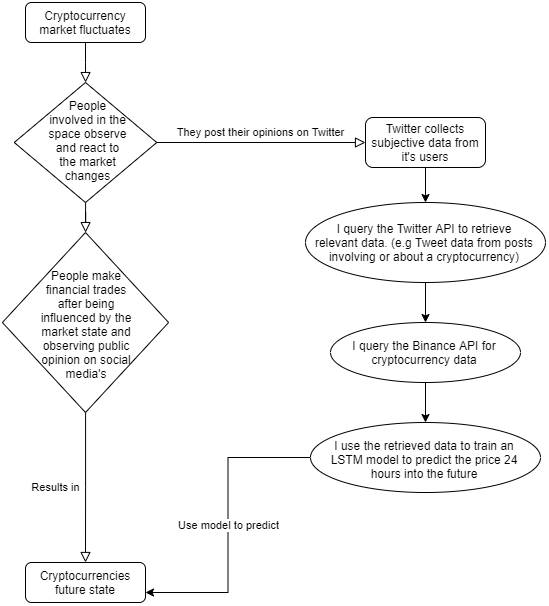 Cryptocurrency
market fluctuates
People
involved in the
space observe
and react to
the market
changes
They post their opinions on Twitter
Twitter collects
subjective data from
it's users
I query the Twitter API to retrieve
relevant data. (e.g Tweet data from posts
involving or about a cryptocurrency)
People make
financial trades
after being
influenced by the
market state and
observing public
opinion on social
media's
I query the Binance API for
cryptocurrency data
I use the retrieved data to train an
LSTM model to predict the price 24
hours into the future
Results in
Use model to predict
Cryptocurrencies
future state